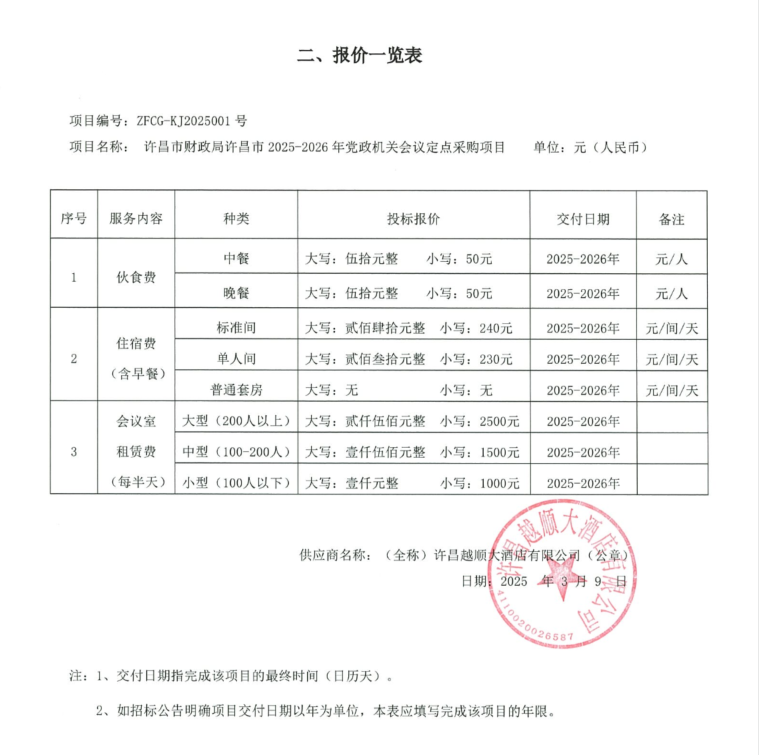 二、报价一览表
项目编号：ZFCG-KJ2025001 号
项目名称： 许昌市财政局许昌市 2025-2026 年党政机关会议定点采购项目 单位：元（人民币）
序号 服务内容 种类 投标报价 交付日期 备注
1 伙食费 中餐 大写：伍拾元整 小写：50元 2025-2026年 元/人
晚餐 大写：伍拾元整 小写：50元 2025-2026年 元/人
2 住宿费（含早餐） 标准间 大写：贰佰肆拾元整 小写：240元 2025-2026年 元/间/天
单人间 大写：贰佰叁拾元整 小写：230元 2025-2026年 元/间/天
普通套房 大写：无 小写：无 2025-2026年 元/间/天
3 会议室租赁费（每半天） 大型（200人以上） 大写：贰仟伍佰元整 小写：2500元 2025-2026年
中型（100-200人） 大写：壹仟伍佰元整 小写：1500元 2025-2026年
小型（100人以下） 大写：壹仟元整 小写：1000元 2025-2026年
供应商名称：（全称）许昌越顺大酒店有限公司（公章）
日期：2025 年 3 月 9 日
许昌越顺大酒店有限公司
4110020026587
注：1、交付日期指完成该项目的最终时间（日历天）。
2、如招标公告明确项目交付日期以年为单位，本表应填写完成该项目的年限。